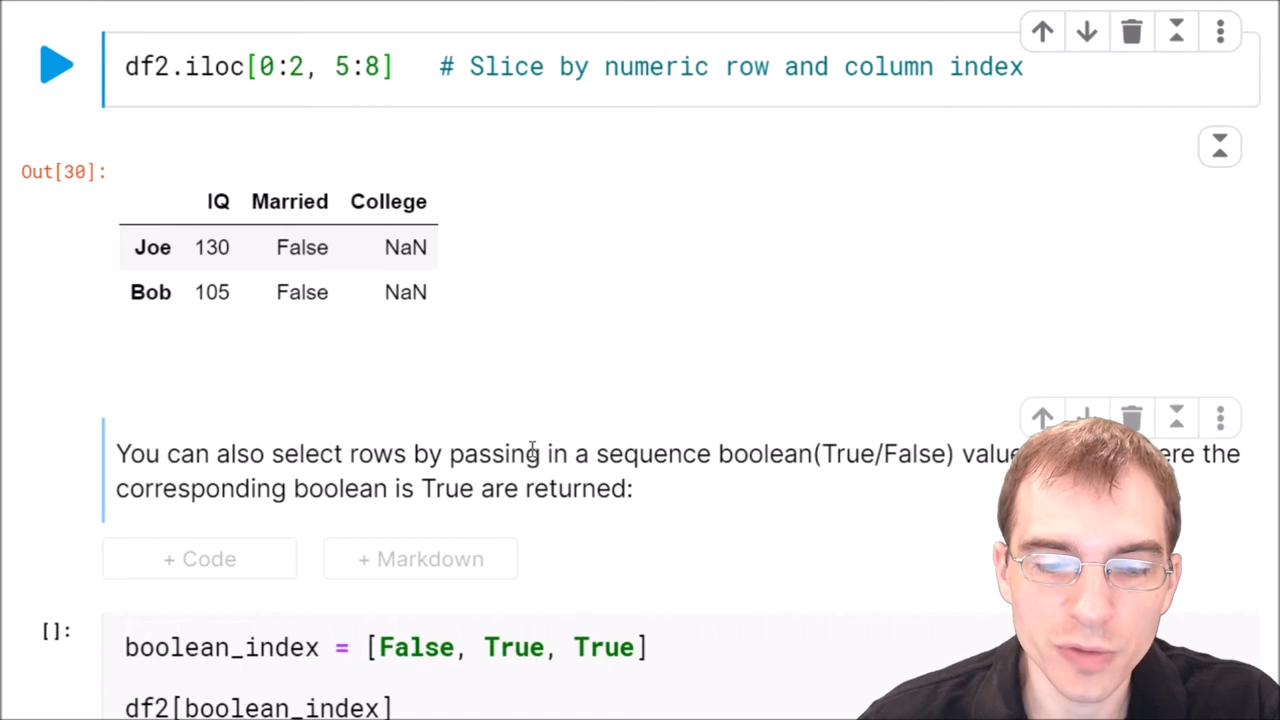 df2.iloc[0:2, 5:8]   # Slice by numeric row and column index
Out[30]:
IQ Married College
Joe 130 False NaN
Bob 105 False NaN
You can also select rows by passing in a sequence boolean(True/False) the
corresponding boolean is True are returned:
+ Code + Markdown
[]:
boolean_index = [False, True, True]
df2[boolean_index]